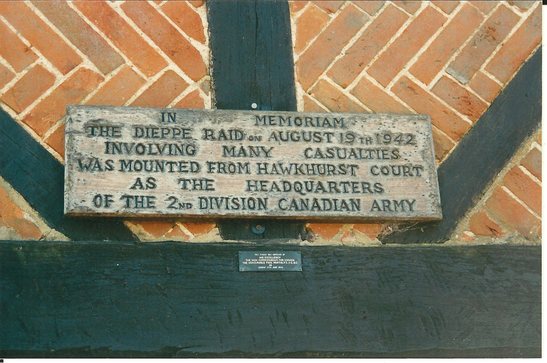 IN MEMORIAM
THE DIEPPE RAID ON AUGUST 19TH 1942
INVOLVING MANY CASUALTIES
WAS MOUNTED FROM HAWKHURST COURT
AS THE HEADQUARTERS
OF THE 2ND DIVISION CANADIAN ARMY